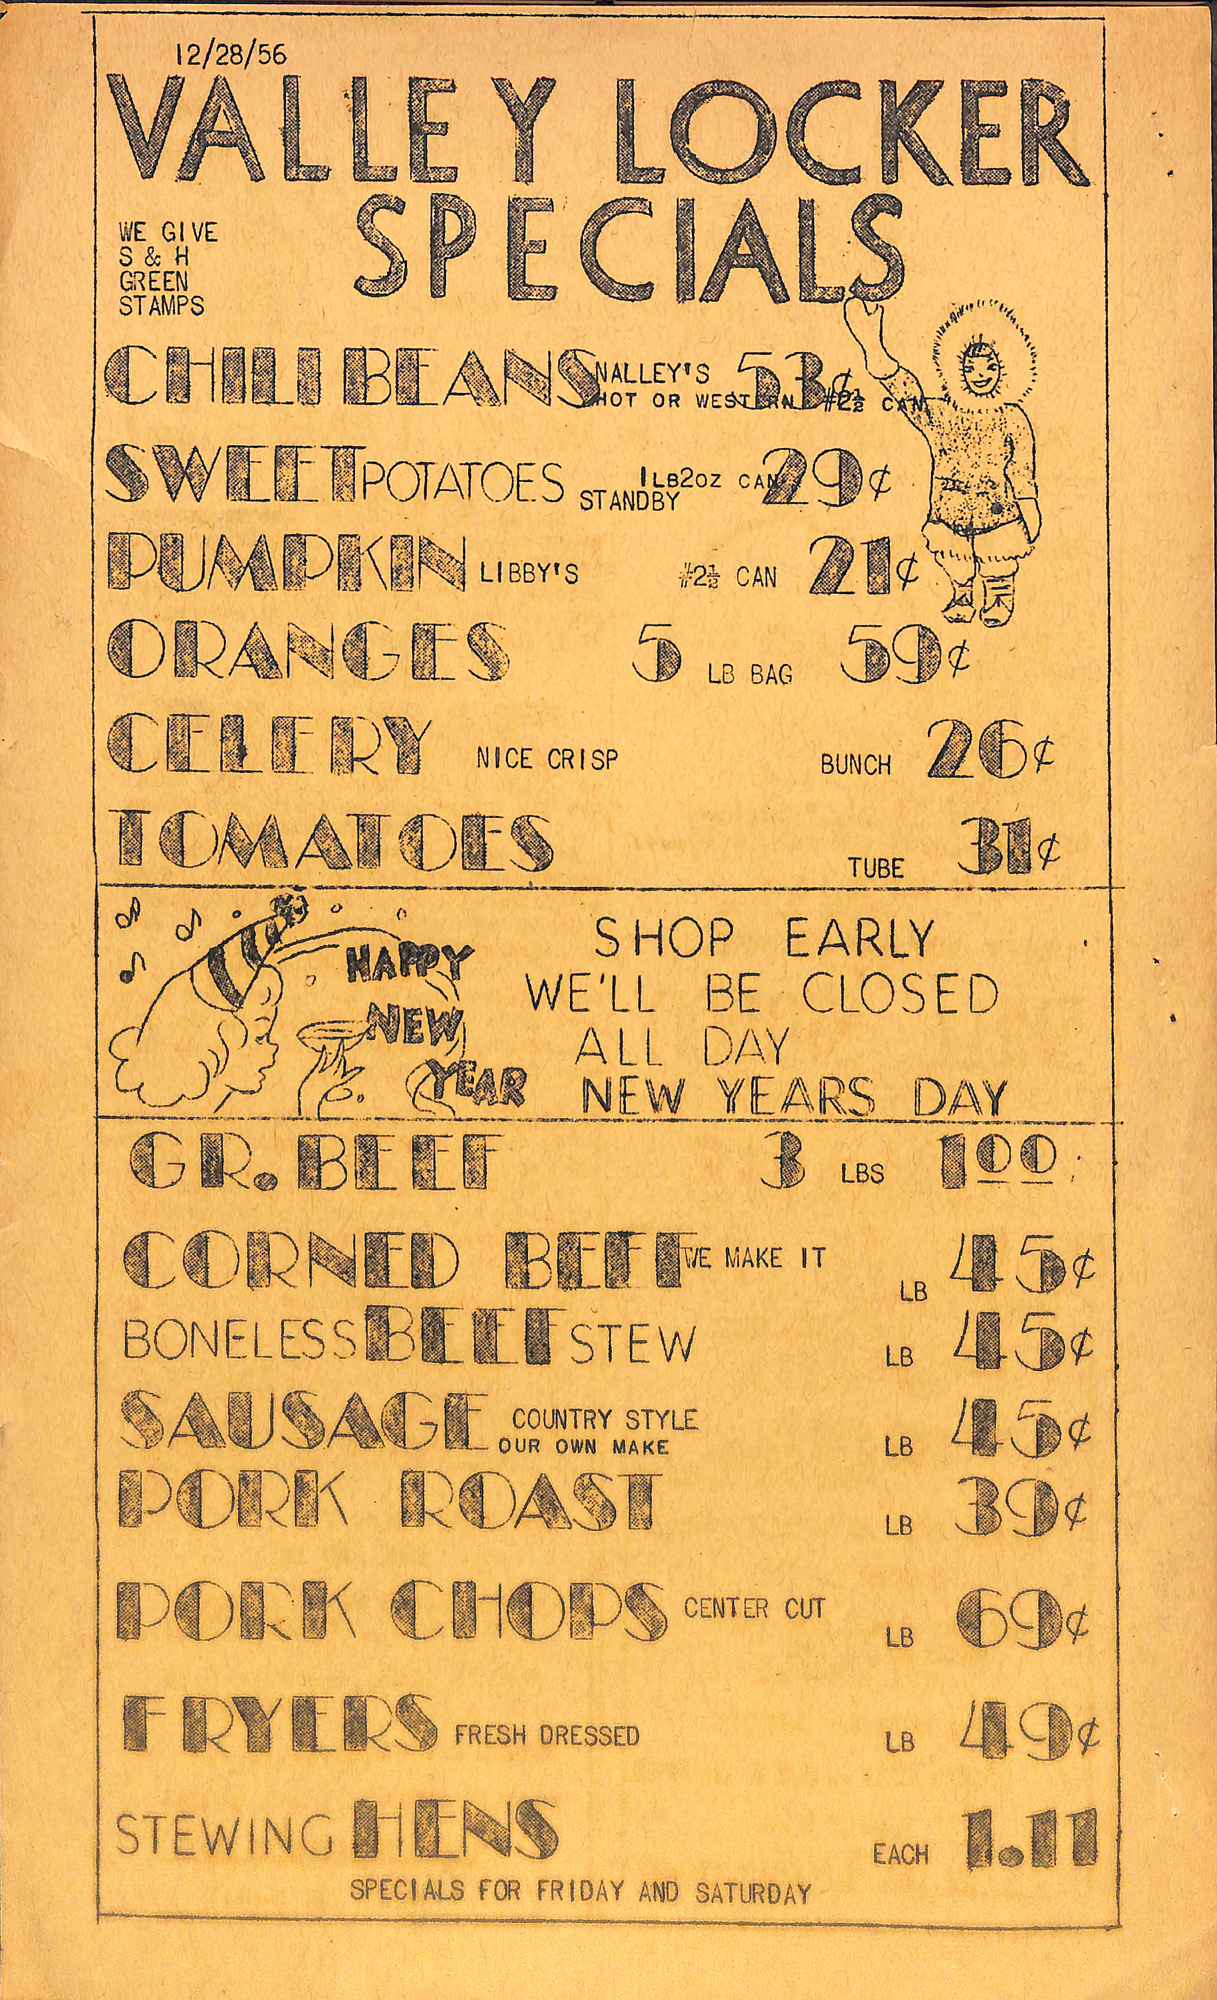 12/28/56
VALLEY LOCKER
SPECIALS
WE GIVE
S & H
GREEN
STAMPS
CHILI BEANS NALLEY'S 53¢
HOT OR WESTERN #2½ CAN
SWEET POTATOES 1LB2OZ CAN 29¢
STANDBY
PUMPKIN LIBBY'S #2½ CAN 21¢
ORANGES 5 LB BAG 59¢
CELERY NICE CRISP BUNCH 26¢
TOMATOES TUBE 31¢
HAPPY
NEW
YEAR
SHOP EARLY
WE'LL BE CLOSED
ALL DAY
NEW YEARS DAY
GR. BEEF 3 LBS 100
CORNED BEEF WE MAKE IT LB 45¢
BONELESS BEEF STEW LB 45¢
SAUSAGE COUNTRY STYLE LB 45¢
OUR OWN MAKE
PORK ROAST LB 39¢
PORK CHOPS CENTER CUT LB 69¢
FRYERS FRESH DRESSED LB 49¢
STEWING HENS EACH 1.11
SPECIALS FOR FRIDAY AND SATURDAY